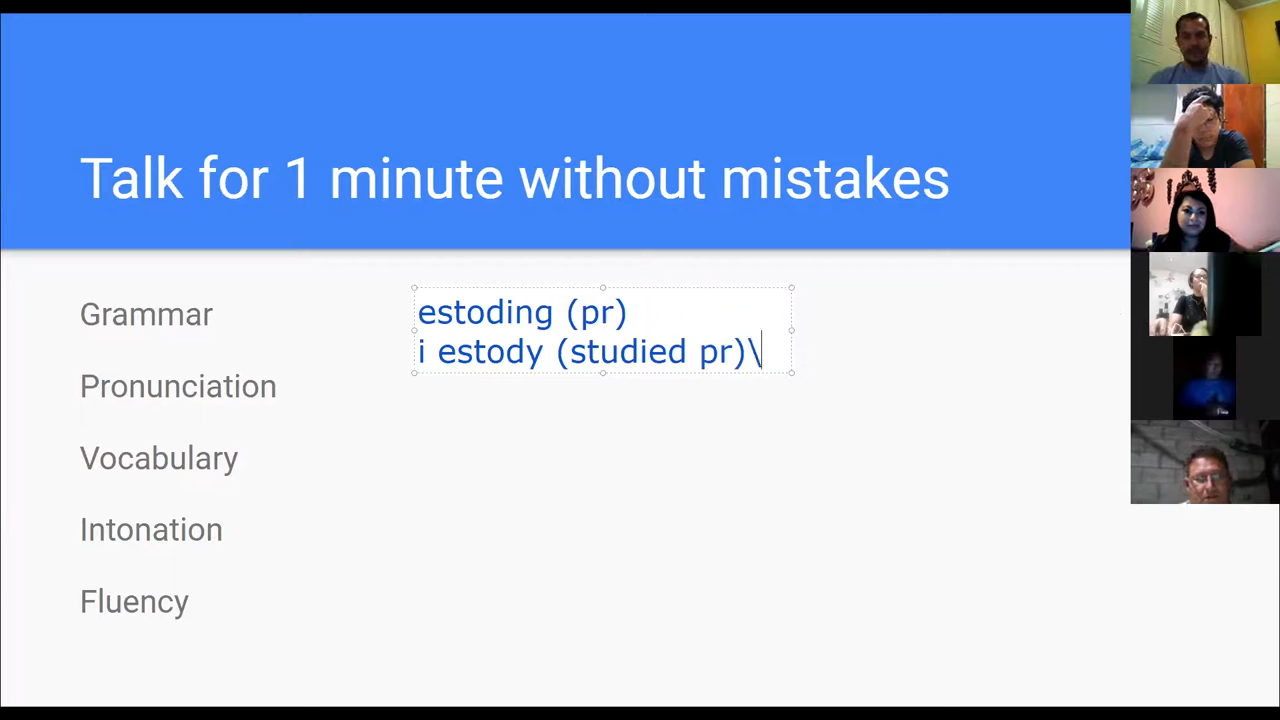 Talk for 1 minute without mistakes
Grammar
Pronunciation
Vocabulary
Intonation
Fluency
estoding (pr)
i estody (studied pr)\